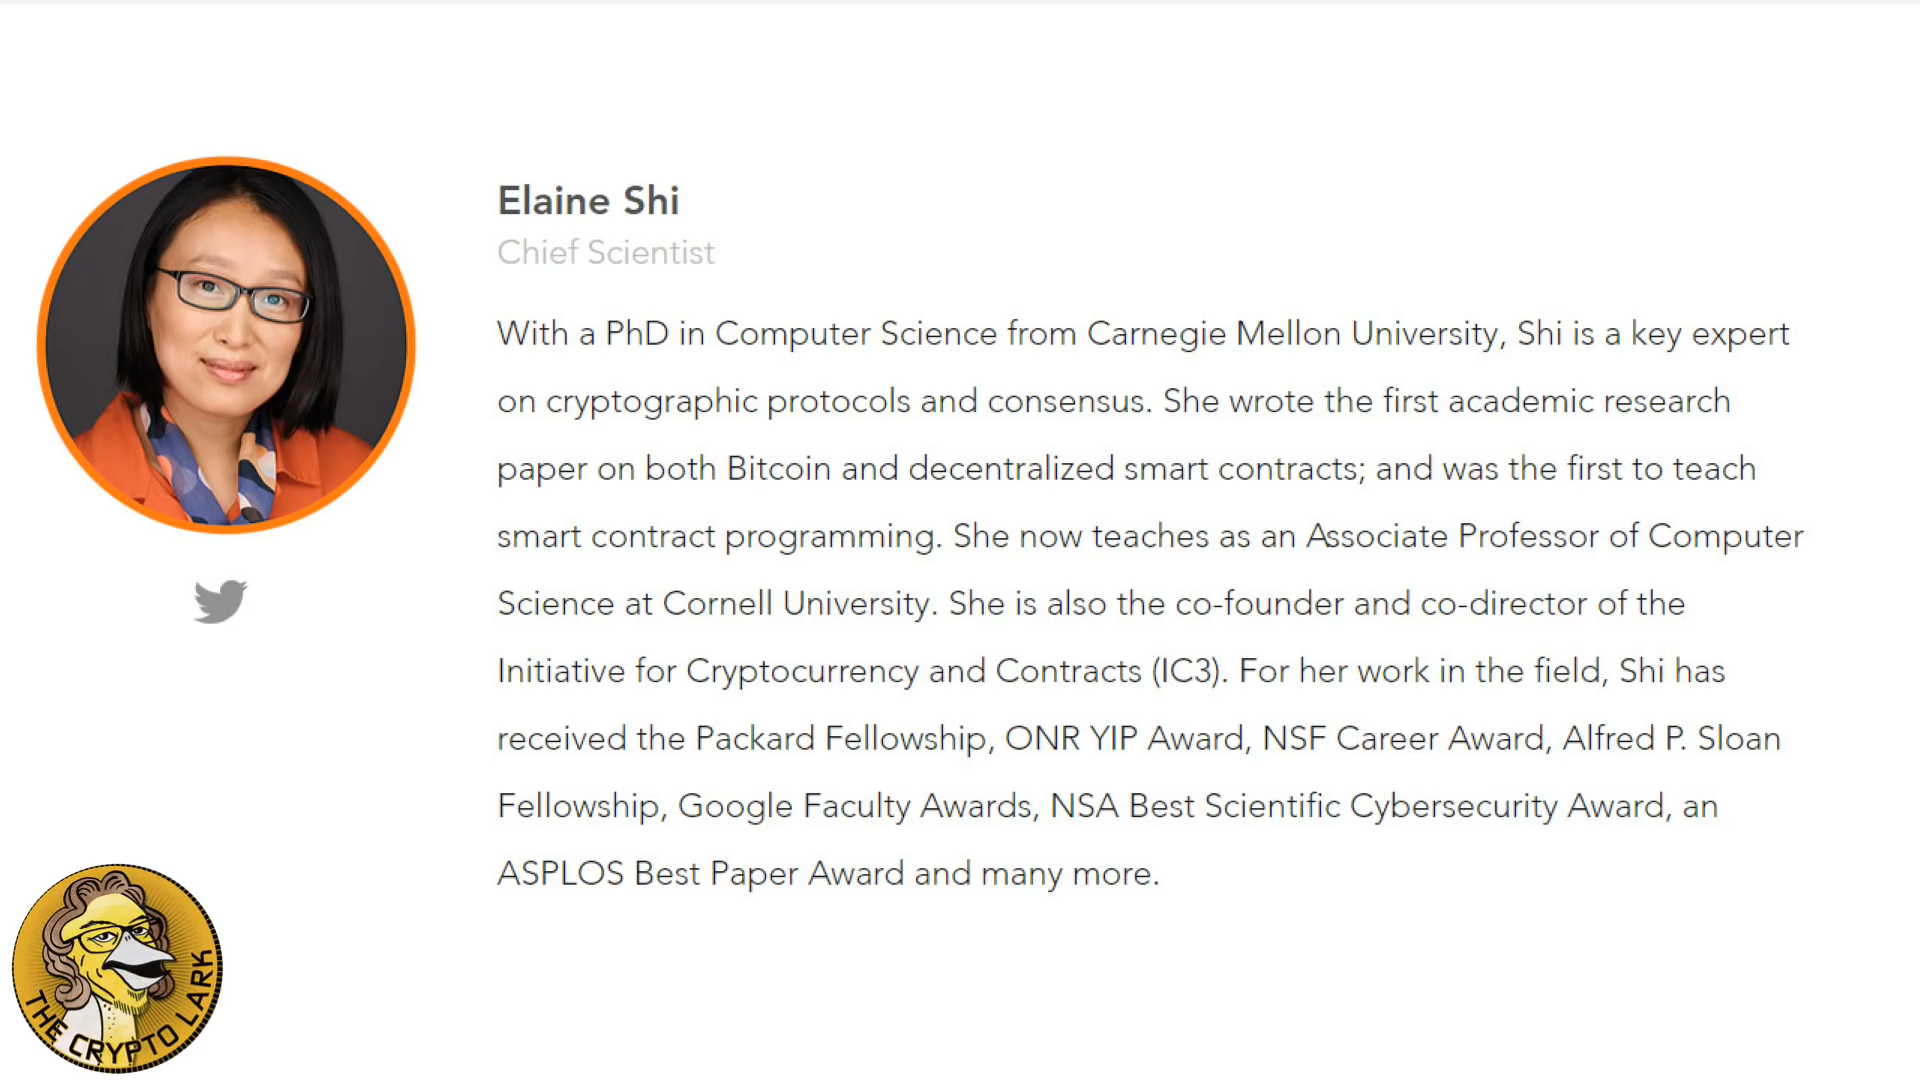 Elaine Shi
Chief Scientist
With a PhD in Computer Science from Carnegie Mellon University, Shi is a key expert
on cryptographic protocols and consensus. She wrote the first academic research
paper on both Bitcoin and decentralized smart contracts; and was the first to teach
smart contract programming. She now teaches as an Associate Professor of Computer
Science at Cornell University. She is also the co-founder and co-director of the
Initiative for Cryptocurrency and Contracts (IC3). For her work in the field, Shi has
received the Packard Fellowship, ONR YIP Award, NSF Career Award, Alfred P. Sloan
Fellowship, Google Faculty Awards, NSA Best Scientific Cybersecurity Award, an
ASPLOS Best Paper Award and many more.
THE CRYPTO LARK